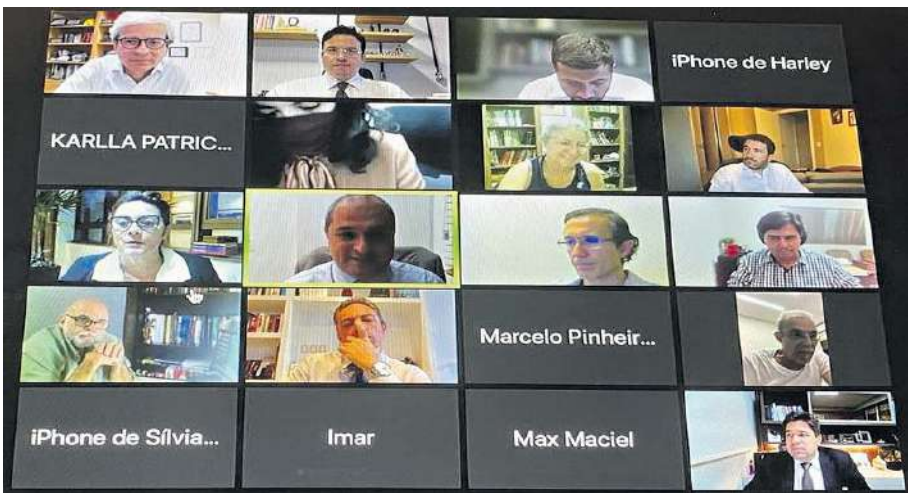 iPhone de Harley
KARLLA PATRIC...
Marcelo Pinheir...
iPhone de Sílvia...
Imar
Max Maciel